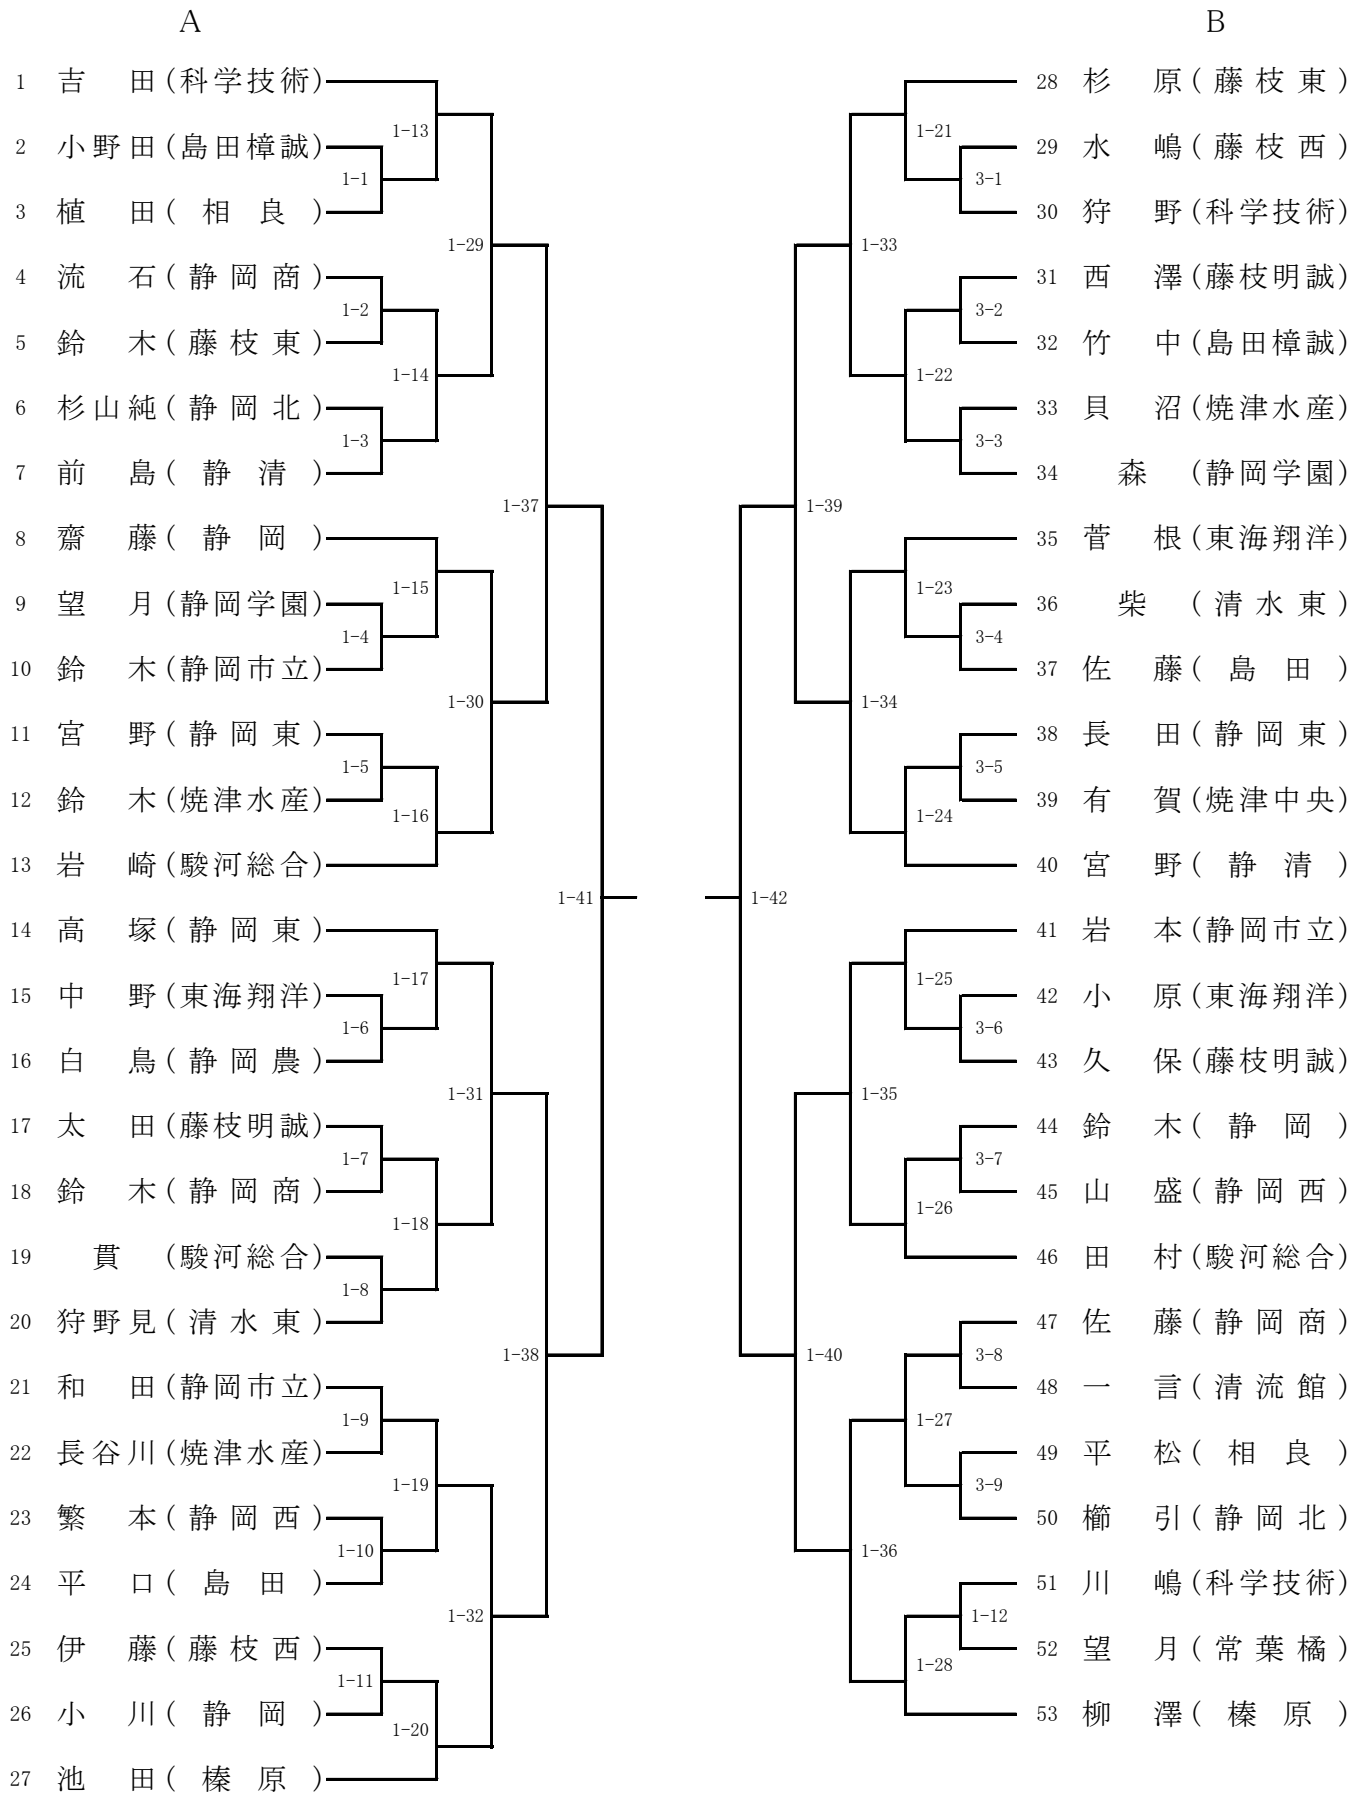 A
1 吉田(科学技術)
1-13
2 小野田(島田樟誠)
1-1
3 植田(相良)
1-29
4 流石(静岡商)
1-2
5 鈴木(藤枝東)
1-14
6 杉山純(静岡北)
1-3
7 前島(静清)
1-37
8 齋藤(静岡)
1-15
9 望月(静岡学園)
1-4
10 鈴木(静岡市立)
1-30
11 宮野(静岡東)
1-5
12 鈴木(焼津水産)
1-16
13 岩崎(駿河総合)
1-41
14 高塚(静岡東)
1-17
15 中野(東海翔洋)
1-6
16 白鳥(静岡農)
1-31
17 太田(藤枝明誠)
1-7
18 鈴木(静岡商)
1-18
19 貫(駿河総合)
1-8
20 狩野見(清水東)
1-38
21 和田(静岡市立)
1-9
22 長谷川(焼津水産)
1-19
23 繁本(静岡西)
1-10
24 平口(島田)
1-32
25 伊藤(藤枝西)
1-11
26 小川(静岡)
1-20
27 池田(榛原)
B
28 杉原(藤枝東)
1-21
29 水嶋(藤枝西)
3-1
30 狩野(科学技術)
1-33
31 西澤(藤枝明誠)
3-2
32 竹中(島田樟誠)
1-22
33 貝沼(焼津水産)
3-3
34 森(静岡学園)
1-39
35 菅根(東海翔洋)
1-23
36 柴(清水東)
3-4
37 佐藤(島田)
1-34
38 長田(静岡東)
3-5
39 有賀(焼津中央)
1-24
40 宮野(静清)
1-42
41 岩本(静岡市立)
1-25
42 小原(東海翔洋)
3-6
43 久保(藤枝明誠)
1-35
44 鈴木(静岡)
3-7
45 山盛(静岡西)
1-26
46 田村(駿河総合)
47 佐藤(静岡商)
1-40
3-8
48 一言(清流館)
1-27
49 平松(相良)
3-9
50 櫛引(静岡北)
1-36
51 川嶋(科学技術)
1-12
52 望月(常葉橘)
1-28
53 柳澤(榛原)